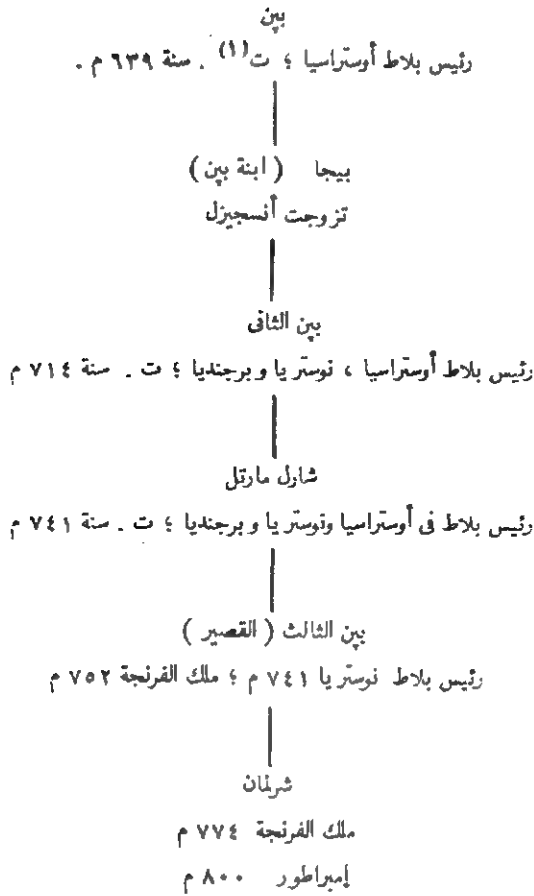 بپن
رئيس بلاط أوستراسيا ؛ ت(١) . سنة ٦٣٩ م .
بيجا ( ابنة بپن )
تزوجت أنسجيزل
بپن الثانى
رئيس بلاط أوستراسيا ، نوستريا وبرجنديا ؛ ت . سنة ٧١٤ م
شارل مارتل
رئيس بلاط فى أوستراسيا ونوستريا وبرجنديا ؛ ت . سنة ٧٤١ م
بپن الثالث ( القصير )
رئيس بلاط نوستريا ٧٤١ م ؛ ملك الفرنجة ٧٥٢ م
شرلمان
ملك الفرنجة ٧٧٤ م
إمبراطور ٨٠٠ م